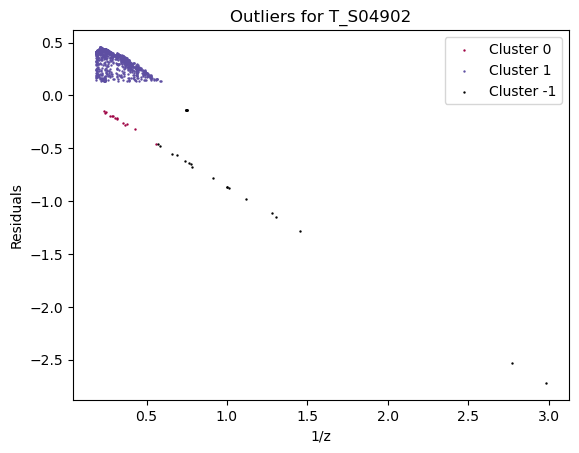 Outliers for T_S04902
Cluster 0
Cluster 1
Cluster -1
Residuals
0.5
0.0
−0.5
−1.0
−1.5
−2.0
−2.5
0.5 1.0 1.5 2.0 2.5 3.0
1/z